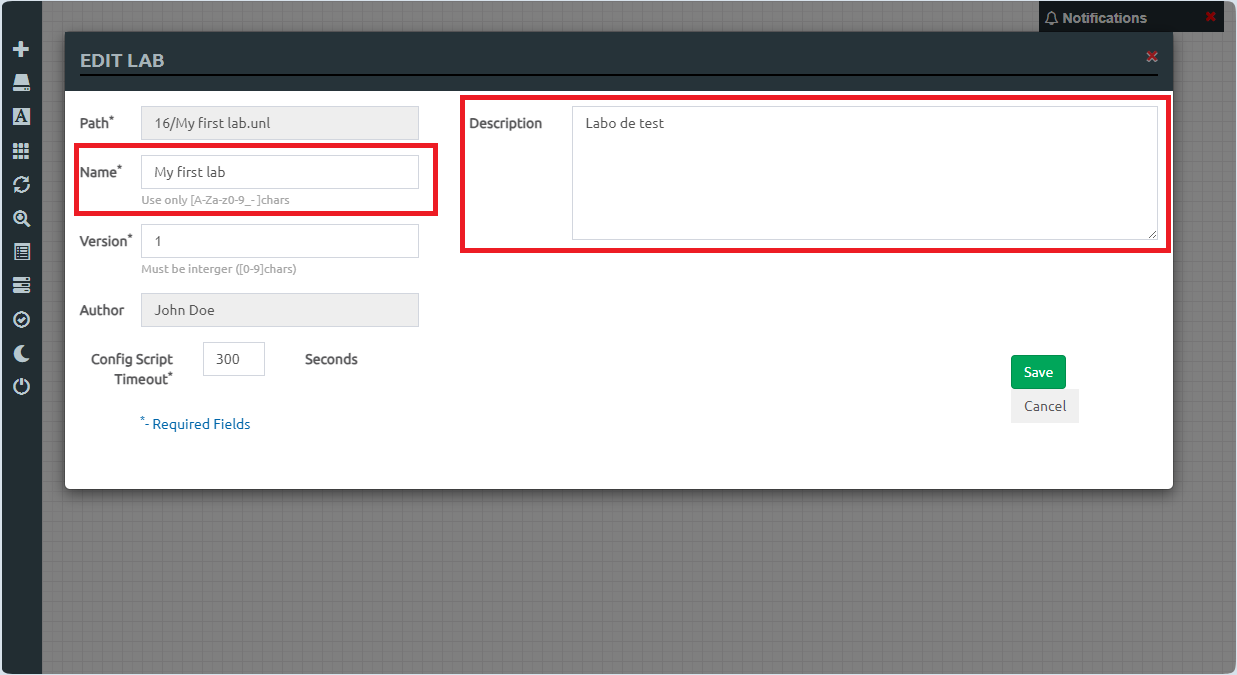 Notifications
EDIT LAB
Path* 16/My first lab.unl
Name* My first lab
Use only [A-Za-z0-9_- ]chars
Version* 1
Must be interger ([0-9]chars)
Author John Doe
Config Script 300 Seconds
Timeout*
*- Required Fields
Description Labo de test
Save
Cancel
A